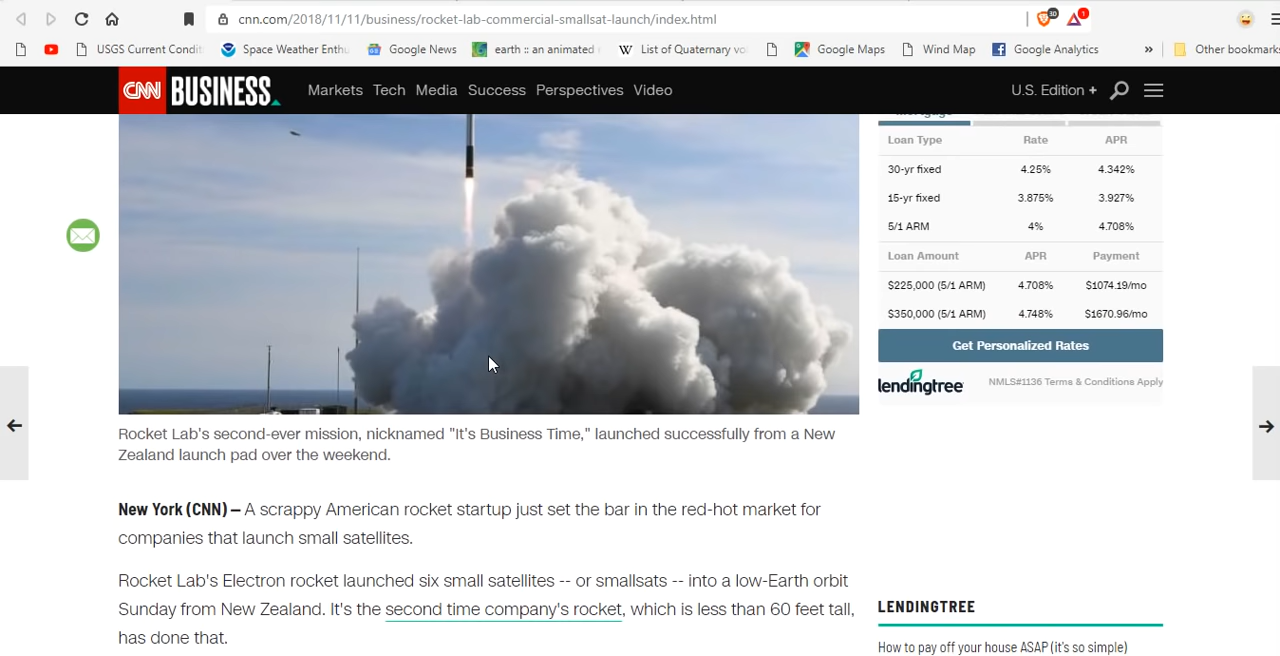 cnn.com/2018/11/11/business/rocket-lab-commercial-smallsat-launch/index.html
30
1
USGS Current Condit
Space Weather Enthu
Google News
earth :: an animated
List of Quaternary vo
Google Maps
Wind Map
Google Analytics
»
Other bookmarks
CNN BUSINESS
Markets Tech Media Success Perspectives Video
U.S. Edition +
Loan Type Rate APR
30-yr fixed 4.25% 4.342%
15-yr fixed 3.875% 3.927%
5/1 ARM 4% 4.708%
Loan Amount APR Payment
$225,000 (5/1 ARM) 4.708% $1074.19/mo
$350,000 (5/1 ARM) 4.748% $1670.96/mo
Get Personalized Rates
lendingtree NMLS#1136 Terms & Conditions Apply
Rocket Lab's second-ever mission, nicknamed "It's Business Time," launched successfully from a New
Zealand launch pad over the weekend.
New York (CNN) — A scrappy American rocket startup just set the bar in the red-hot market for
companies that launch small satellites.
Rocket Lab's Electron rocket launched six small satellites -- or smallsats -- into a low-Earth orbit
Sunday from New Zealand. It's the second time company's rocket, which is less than 60 feet tall,
has done that.
LENDINGTREE
How to pay off your house ASAP (it's so simple)